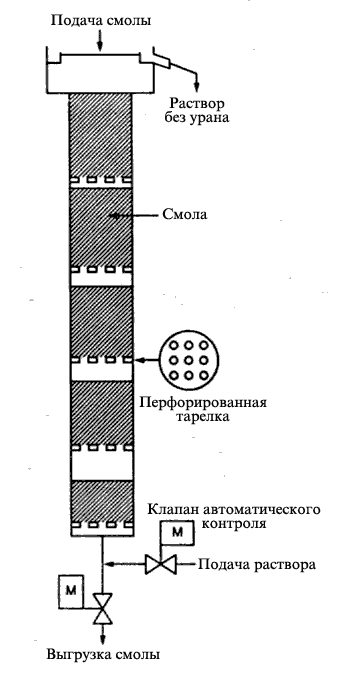 Подача смолы
Раствор
без урана
Смола
Перфорированная
тарелка
Клапан автоматического
контроля
М
Подача раствора
М
Выгрузка смолы